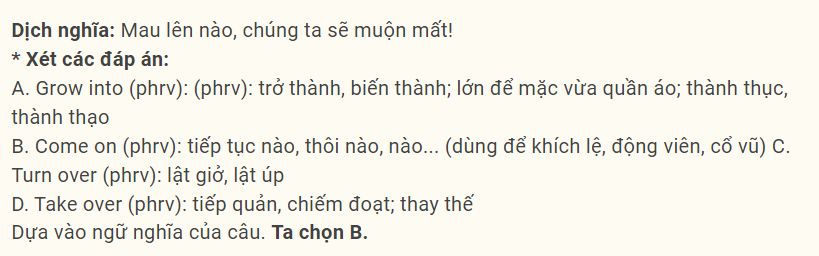 Dịch nghĩa: Mau lên nào, chúng ta sẽ muộn mất!
* Xét các đáp án:
A. Grow into (phrv): (phrv): trở thành, biến thành; lớn để mặc vừa quần áo; thành thục,
thành thạo
B. Come on (phrv): tiếp tục nào, thôi nào, nào... (dùng để khích lệ, động viên, cổ vũ) C.
Turn over (phrv): lật giở, lật úp
D. Take over (phrv): tiếp quản, chiếm đoạt; thay thế
Dựa vào ngữ nghĩa của câu. Ta chọn B.